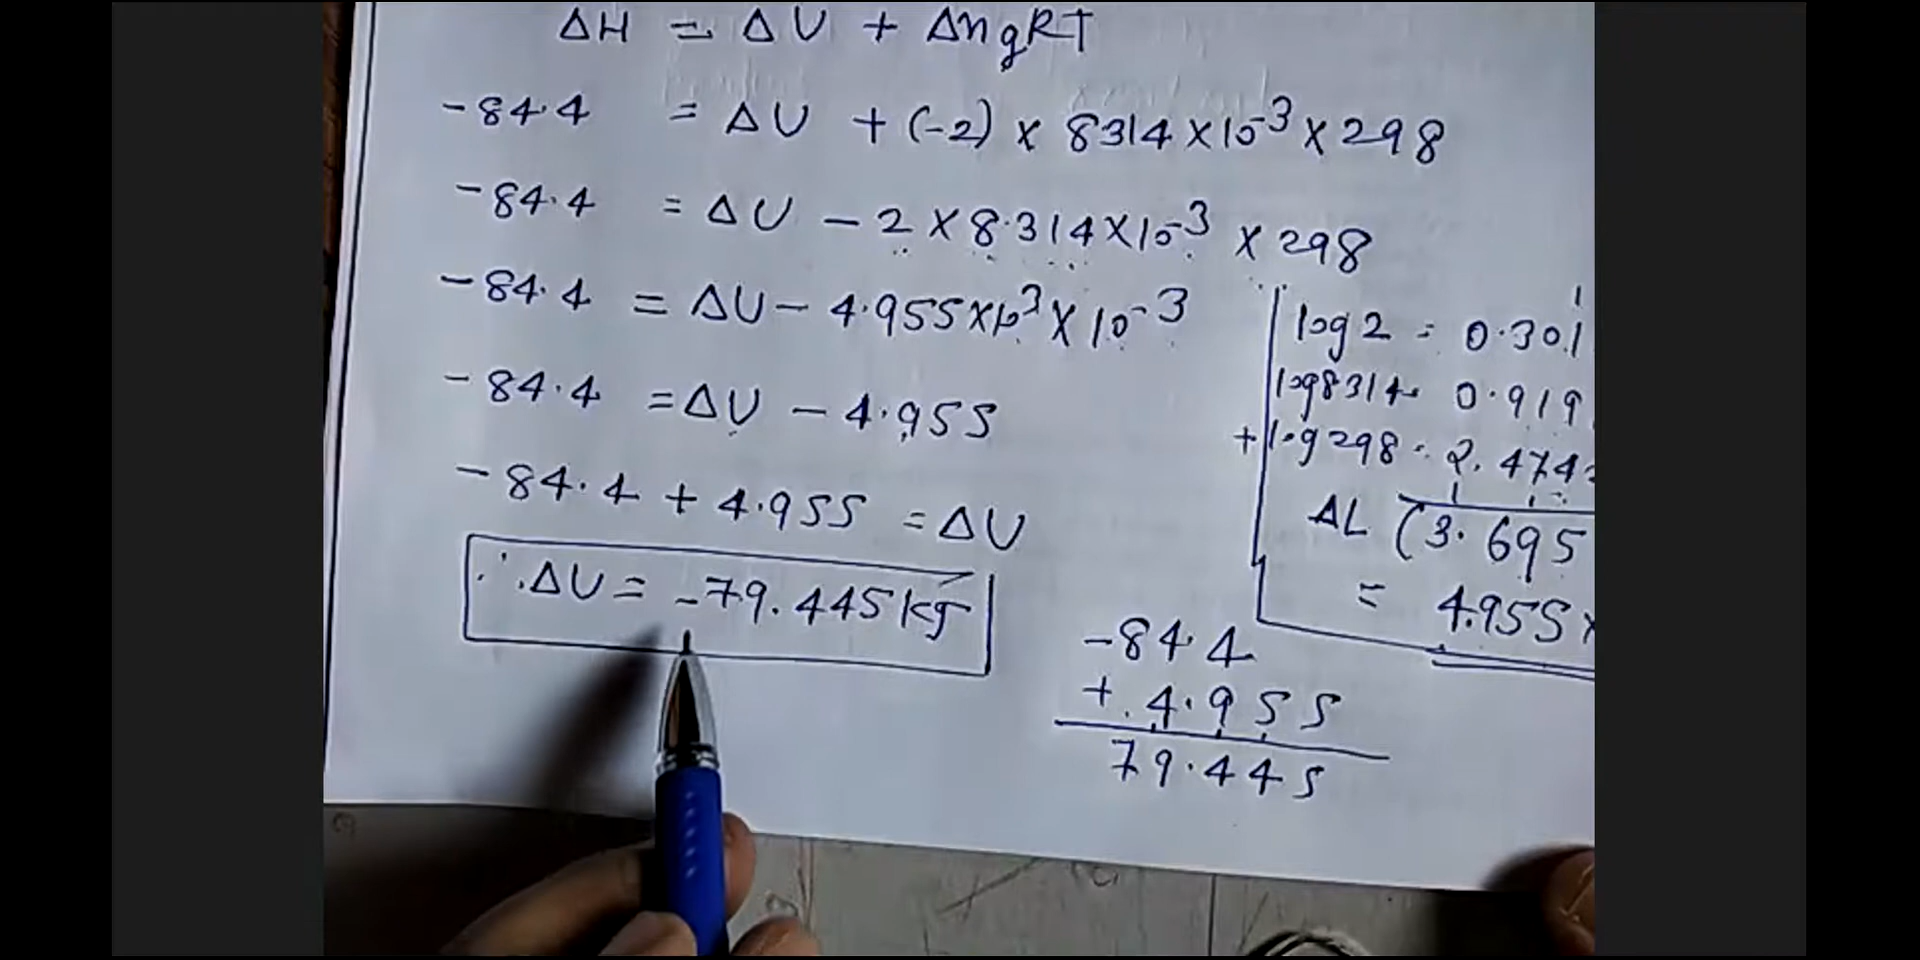 ΔH = ΔU + ΔngRT
-84.4 = ΔU + (-2) × 8314 × 10⁻³ × 298
-84.4 = ΔU - 2 × 8.314 × 10⁻³ × 298
-84.4 = ΔU - 4.955 × 10³ × 10⁻³
-84.4 = ΔU - 4.955
-84.4 + 4.955 = ΔU
∴ ΔU = -79.445 kJ
log 2 = 0.301
log 8314 = 0.919
+ log 298 = 2.474
AL (3.695
= 4.955 ×
-84.4
+ 4.955
79.445